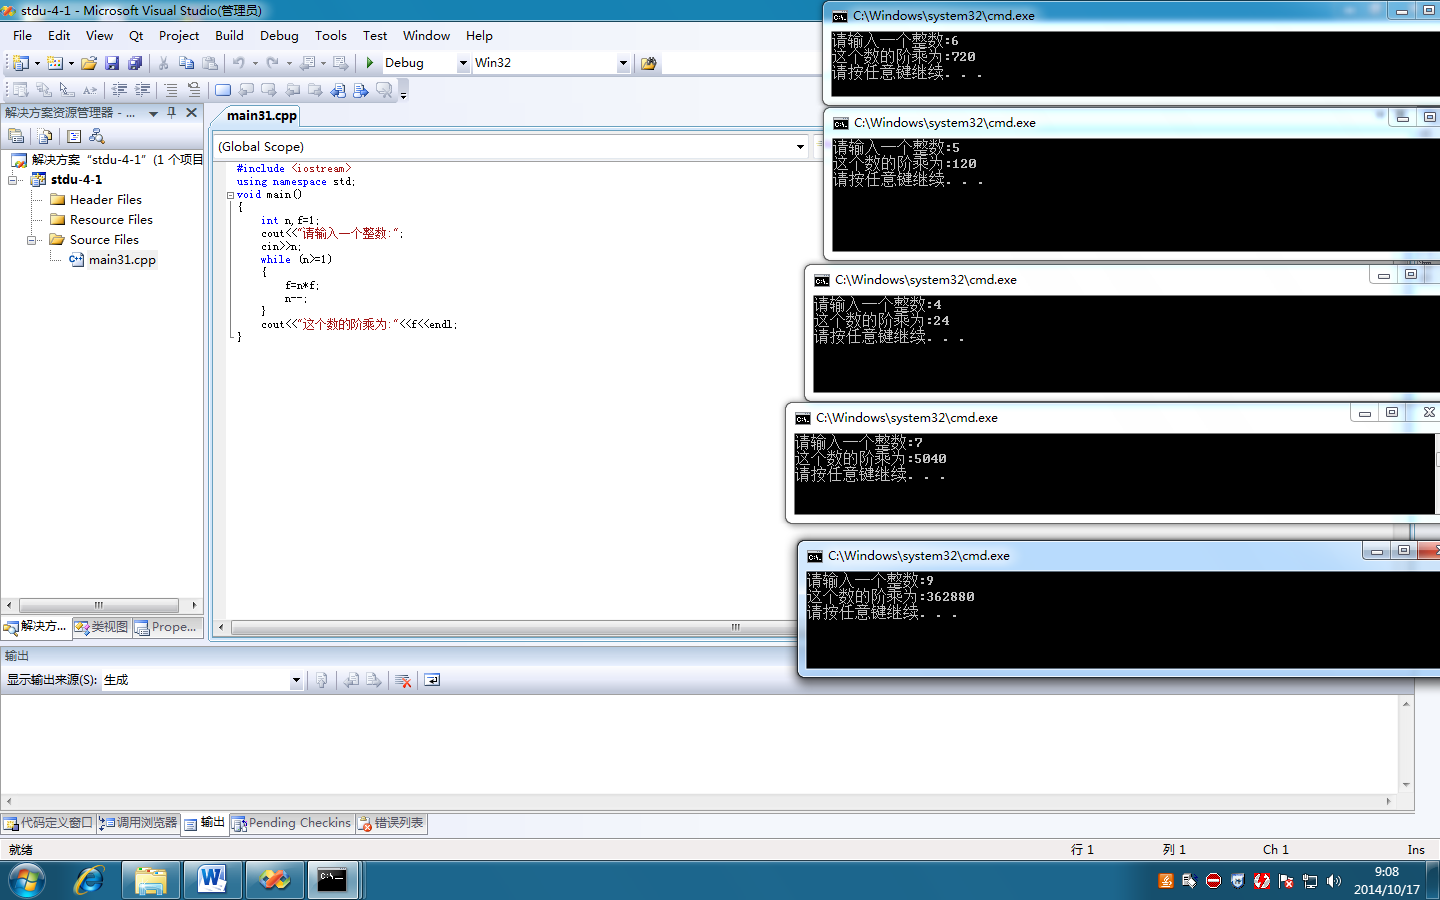 stdu-4-1 - Microsoft Visual Studio(管理员)
File Edit View Qt Project Build Debug Tools Test Window Help
Debug Win32
解决方案资源管理器 - ...
解决方案 "stdu-4-1" (1 个项目
stdu-4-1
Header Files
Resource Files
Source Files
main31.cpp
解决方... 类视图 Prope...
main31.cpp
(Global Scope)
#include <iostream>
using namespace std;
void main()
{
int n,f=1;
cout<<"请输入一个整数:";
cin>>n;
while (n>=1)
{
f=n*f;
n--;
}
cout<<"这个数的阶乘为:"<<f<<endl;
}
C:\Windows\system32\cmd.exe
请输入一个整数:6
这个数的阶乘为:720
请按任意键继续. . .
C:\Windows\system32\cmd.exe
请输入一个整数:5
这个数的阶乘为:120
请按任意键继续. . .
C:\Windows\system32\cmd.exe
请输入一个整数:4
这个数的阶乘为:24
请按任意键继续. . .
C:\Windows\system32\cmd.exe
请输入一个整数:7
这个数的阶乘为:5040
请按任意键继续. . .
C:\Windows\system32\cmd.exe
请输入一个整数:9
这个数的阶乘为:362880
请按任意键继续. . .
输出
显示输出来源(S): 生成
代码定义窗口 调用浏览器 输出 Pending Checkins 错误列表
就绪 行 1 列 1 Ch 1 Ins
9:08
2014/10/17